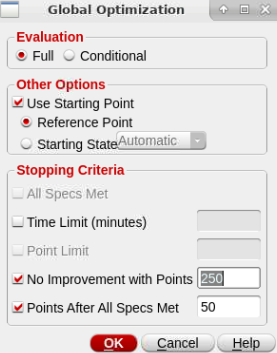 Global Optimization
Evaluation
Full Conditional
Other Options
Use Starting Point
Reference Point
Starting State Automatic
Stopping Criteria
All Specs Met
Time Limit (minutes)
Point Limit
No Improvement with Points 250
Points After All Specs Met 50
OK Cancel Help